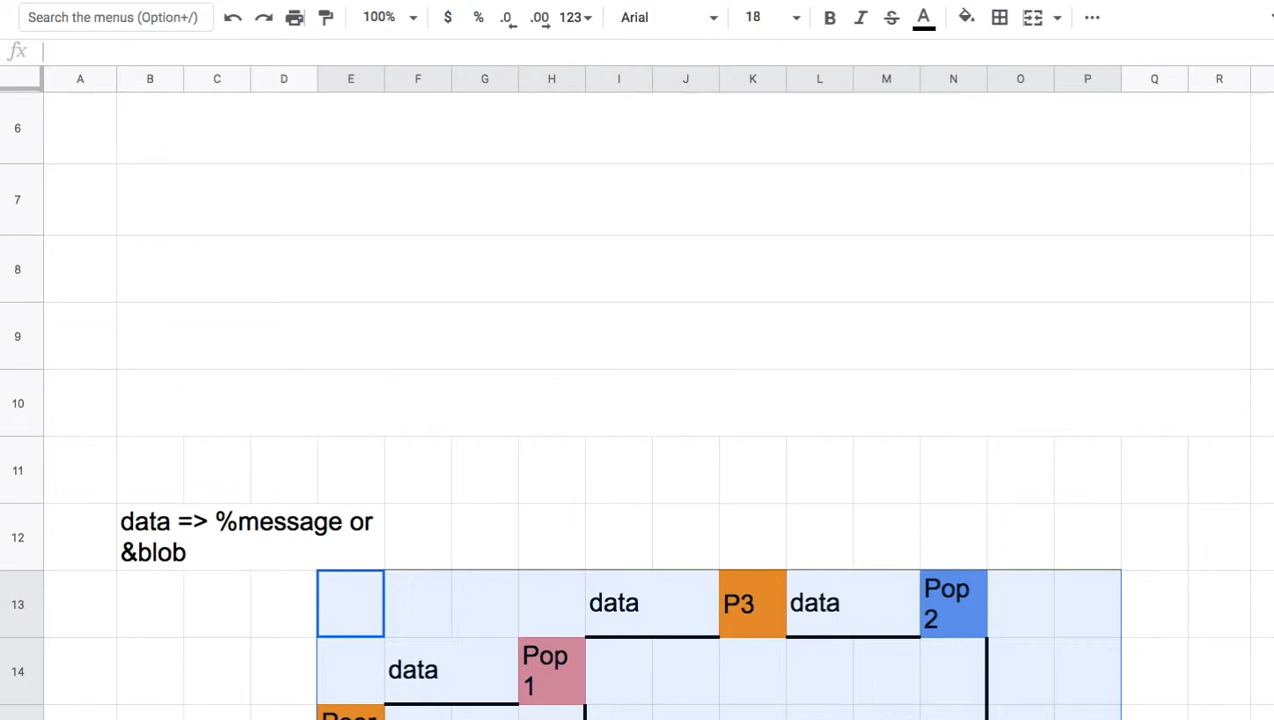 Search the menus (Option+/) 100% $ % .0 .00 123 Arial 18 B I S A
fx
A B C D E F G H I J K L M N O P Q R
6
7
8
9
10
11
12 data => %message or
&blob
13 data P3 data Pop
2
14 data Pop
1
Peer